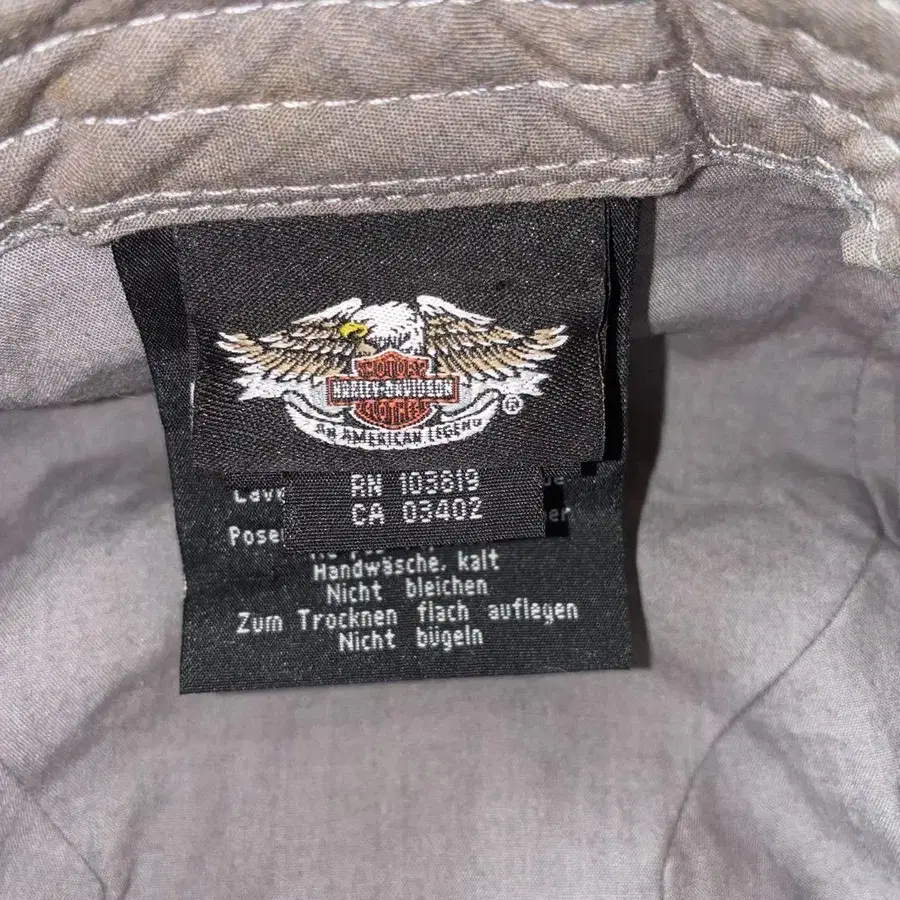 MOTOR
HARLEY-DAVIDSON
CLOTHES
®
AN AMERICAN LEGEND
RN 103819
CA 03402
Handwäsche, kalt
Nicht bleichen
Zum Trocknen flach auflegen
Nicht bügeln